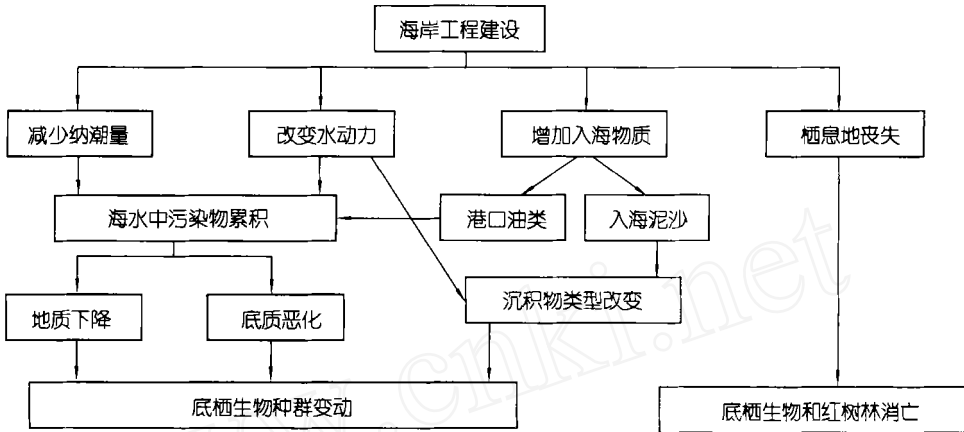 海岸工程建设
减少纳潮量
改变水动力
增加入海物质
栖息地丧失
海水中污染物累积
港口油类
入海泥沙
地质下降
底质恶化
沉积物类型改变
底栖生物种群变动
底栖生物和红树林消亡
www.cnki.net